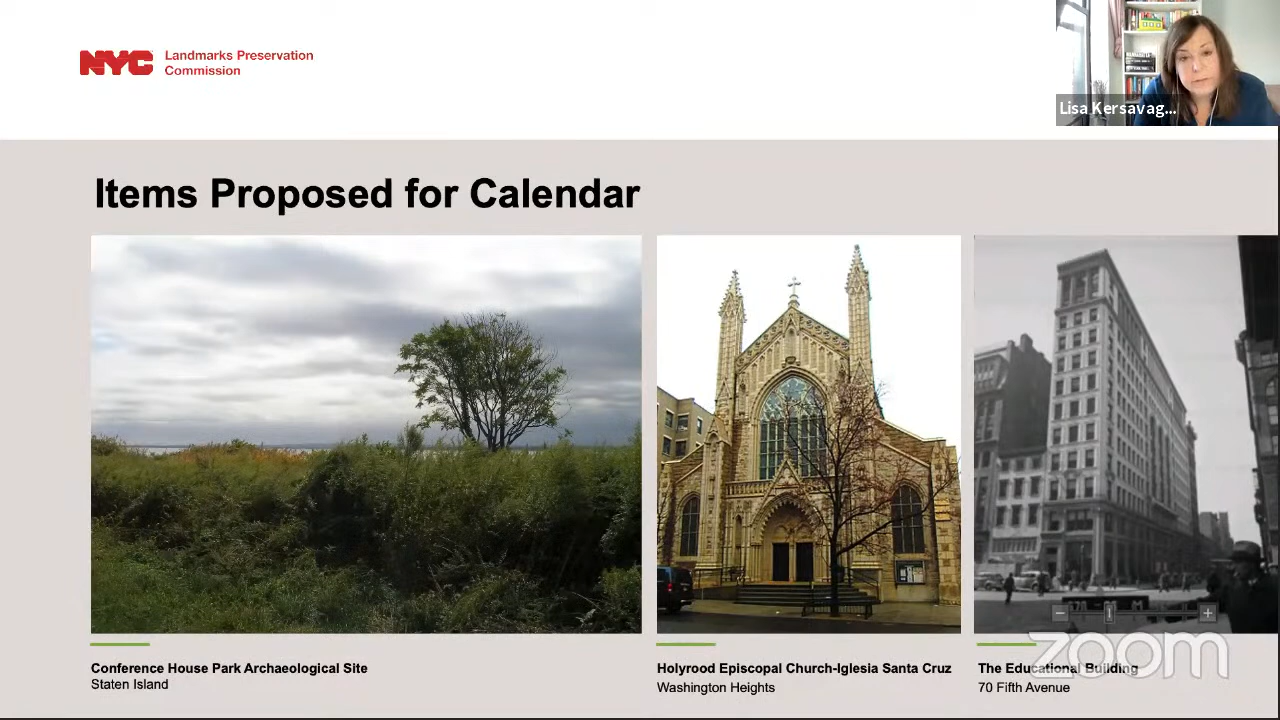 NYC
Landmarks Preservation
Commission
Lisa Kersavag...
Items Proposed for Calendar
Conference House Park Archaeological Site
Staten Island
Holyrood Episcopal Church-Iglesia Santa Cruz
Washington Heights
The Educational Building
70 Fifth Avenue
zoom